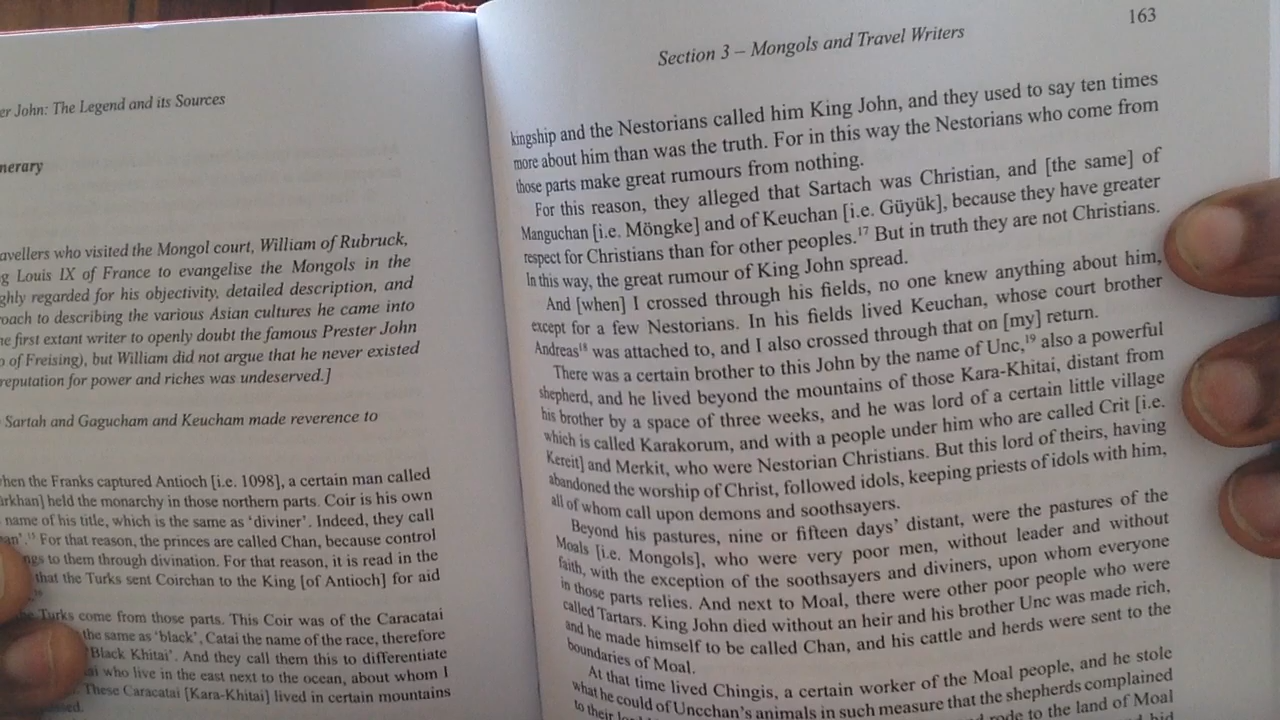 er John: The Legend and its Sources
nerary
avellers who visited the Mongol court, William of Rubruck,
g Louis IX of France to evangelise the Mongols in the
ghly regarded for his objectivity, detailed description, and
roach to describing the various Asian cultures he came into
he first extant writer to openly doubt the famous Prester John
o of Freising), but William did not argue that he never existed
reputation for power and riches was undeserved.]
Sartah and Gagucham and Keucham made reverence to
when the Franks captured Antioch [i.e. 1098], a certain man called
arkhan] held the monarchy in those northern parts. Coir is his own
name of his title, which is the same as ‘diviner’. Indeed, they call
an’.¹⁵ For that reason, the princes are called Chan, because control
ngs to them through divination. For that reason, it is read in the
that the Turks sent Coirchan to the King [of Antioch] for aid
the Turks come from those parts. This Coir was of the Caracatai
the same as ‘black’, Catai the name of the race, therefore
‘Black Khitai’. And they call them this to differentiate
ai who live in the east next to the ocean, about whom I
These Caracatai [Kara-Khitai] lived in certain mountains
163
Section 3 – Mongols and Travel Writers
kingship and the Nestorians called him King John, and they used to say ten times
more about him than was the truth. For in this way the Nestorians who come from
those parts make great rumours from nothing.
For this reason, they alleged that Sartach was Christian, and [the same] of
Manguchan [i.e. Möngke] and of Keuchan [i.e. Güyük], because they have greater
respect for Christians than for other peoples.¹⁷ But in truth they are not Christians.
In this way, the great rumour of King John spread.
And [when] I crossed through his fields, no one knew anything about him,
except for a few Nestorians. In his fields lived Keuchan, whose court brother
Andreas¹⁸ was attached to, and I also crossed through that on [my] return.
There was a certain brother to this John by the name of Unc,¹⁹ also a powerful
shepherd, and he lived beyond the mountains of those Kara-Khitai, distant from
his brother by a space of three weeks, and he was lord of a certain little village
which is called Karakorum, and with a people under him who are called Crit [i.e.
Kereit] and Merkit, who were Nestorian Christians. But this lord of theirs, having
abandoned the worship of Christ, followed idols, keeping priests of idols with him,
all of whom call upon demons and soothsayers.
Beyond his pastures, nine or fifteen days’ distant, were the pastures of the
Moals [i.e. Mongols], who were very poor men, without leader and without
faith, with the exception of the soothsayers and diviners, upon whom everyone
in those parts relies. And next to Moal, there were other poor people who were
called Tartars. King John died without an heir and his brother Unc was made rich,
and he made himself to be called Chan, and his cattle and herds were sent to the
boundaries of Moal.
At that time lived Chingis, a certain worker of the Moal people, and he stole
what he could of Uncchan’s animals in such measure that the shepherds complained
to their rode to the land of Moal